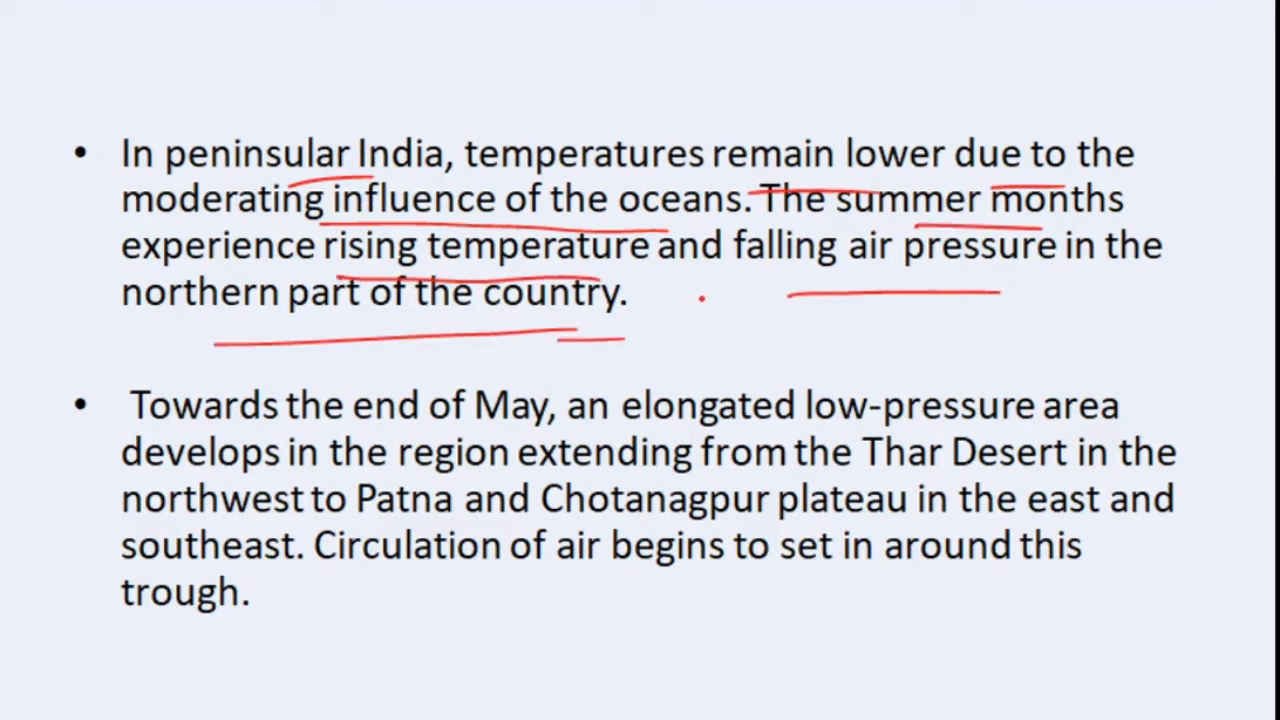 • In peninsular India, temperatures remain lower due to the
moderating influence of the oceans. The summer months
experience rising temperature and falling air pressure in the
northern part of the country.
• Towards the end of May, an elongated low-pressure area
develops in the region extending from the Thar Desert in the
northwest to Patna and Chotanagpur plateau in the east and
southeast. Circulation of air begins to set in around this
trough.